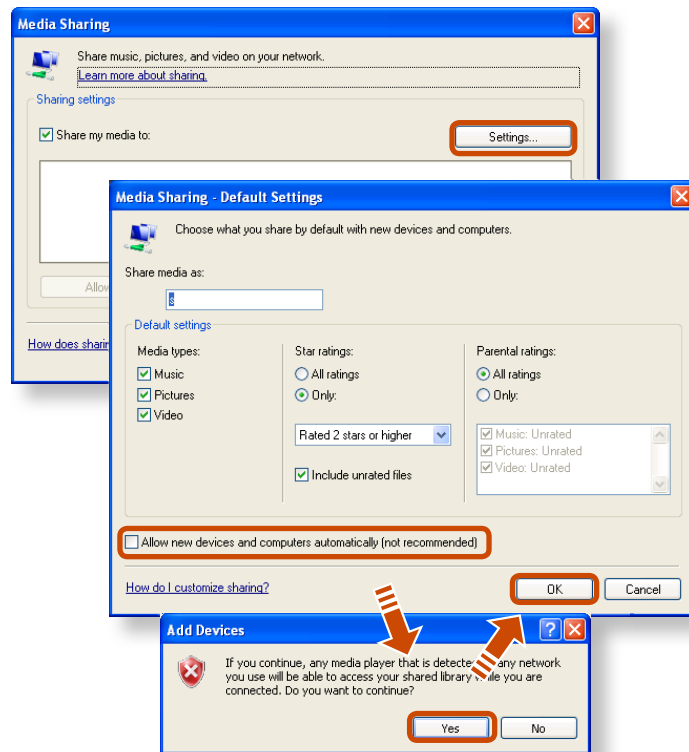 Media Sharing
Share music, pictures, and video on your network.
Learn more about sharing.
Sharing settings
Share my media to:
Settings...
Allow
How does sharin
Media Sharing - Default Settings
Choose what you share by default with new devices and computers.
Share media as:
s
Default settings
Media types:
Music
Pictures
Video
Star ratings:
All ratings
Only:
Rated 2 stars or higher
Include unrated files
Parental ratings:
All ratings
Only:
Music: Unrated
Pictures: Unrated
Video: Unrated
Allow new devices and computers automatically (not recommended)
How do I customize sharing?
OK
Cancel
Add Devices
If you continue, any media player that is detected any network
you use will be able to access your shared library while you are
connected. Do you want to continue?
Yes
No